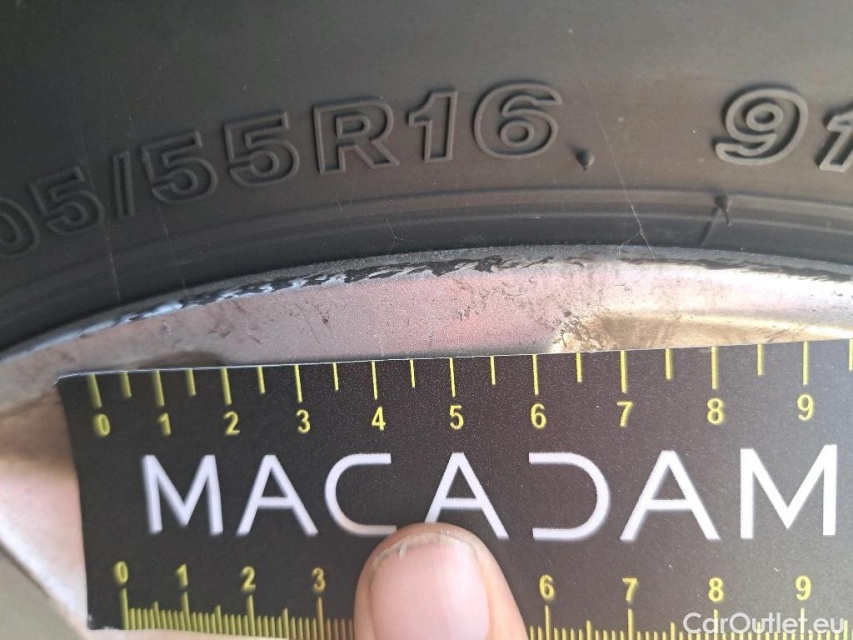 05/55R16 91
0 1 2 3 4 5 6 7 8 9
MACADAM
0 1 2 3 6 7 8 9
CarOutlet.eu